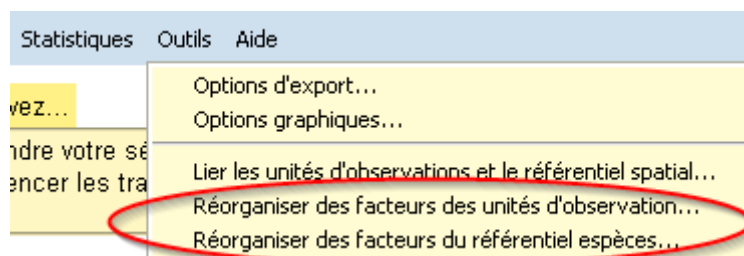 Statistiques Outils Aide
Options d'export...
vez...
Options graphiques...
ndre votre sé
Lier les unités d'observations et le référentiel spatial...
encer les tra
Réorganiser des facteurs des unités d'observation...
Réorganiser des facteurs du référentiel espèces...